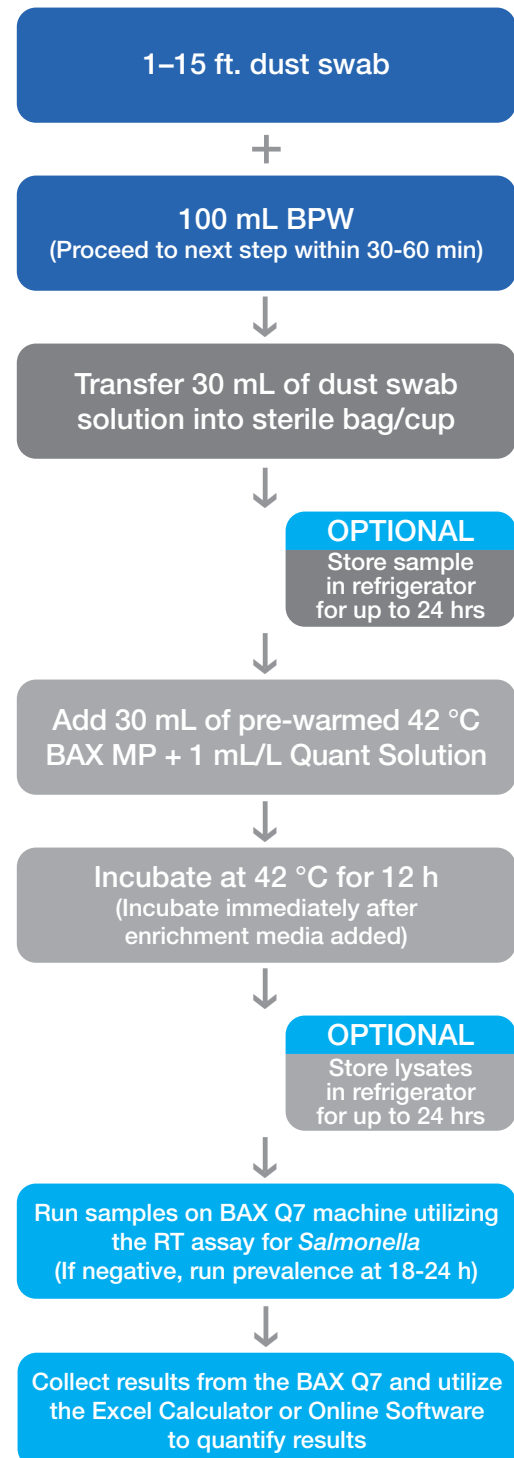 1–15 ft. dust swab
+
100 mL BPW
(Proceed to next step within 30-60 min)
Transfer 30 mL of dust swab
solution into sterile bag/cup
OPTIONAL
Store sample
in refrigerator
for up to 24 hrs
Add 30 mL of pre-warmed 42 °C
BAX MP + 1 mL/L Quant Solution
Incubate at 42 °C for 12 h
(Incubate immediately after
enrichment media added)
OPTIONAL
Store lysates
in refrigerator
for up to 24 hrs
Run samples on BAX Q7 machine utilizing
the RT assay for Salmonella
(If negative, run prevalence at 18-24 h)
Collect results from the BAX Q7 and utilize
the Excel Calculator or Online Software
to quantify results